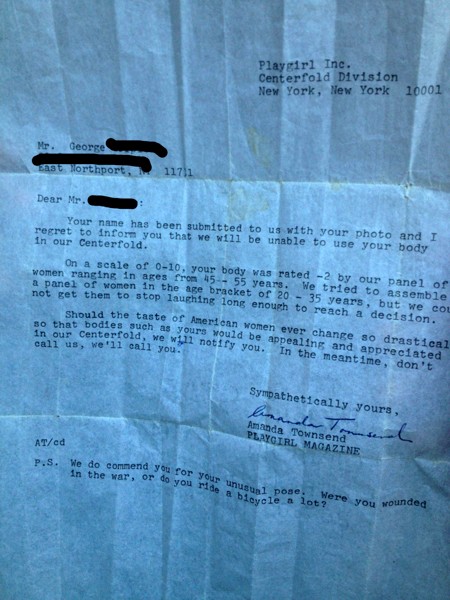 Playgirl Inc.
Centerfold Division
New York, New York 10001
Mr. George
East Northport, 11731
Dear Mr. :
Your name has been submitted to us with your photo and I
regret to inform you that we will be unable to use your body
in our Centerfold.
On a scale of 0-10, your body was rated -2 by our panel of
women ranging in ages from 45 - 55 years. We tried to assemble
a panel of women in the age bracket of 20 - 35 years, but we cou
not get them to stop laughing long enough to reach a decision.
Should the taste of American women ever change so drastical
so that bodies such as yours would be appealing and appreciated
in our Centerfold, we will notify you. In the meantime, don't
call us, we'll call you."
Sympathetically yours,
Amanda Townsend
Amanda Townsend
PLAYGIRL MAGAZINE
AT/cd
P.S. We do commend you for your unusual pose. Were you wounded
in the war, or do you ride a bicycle a lot?